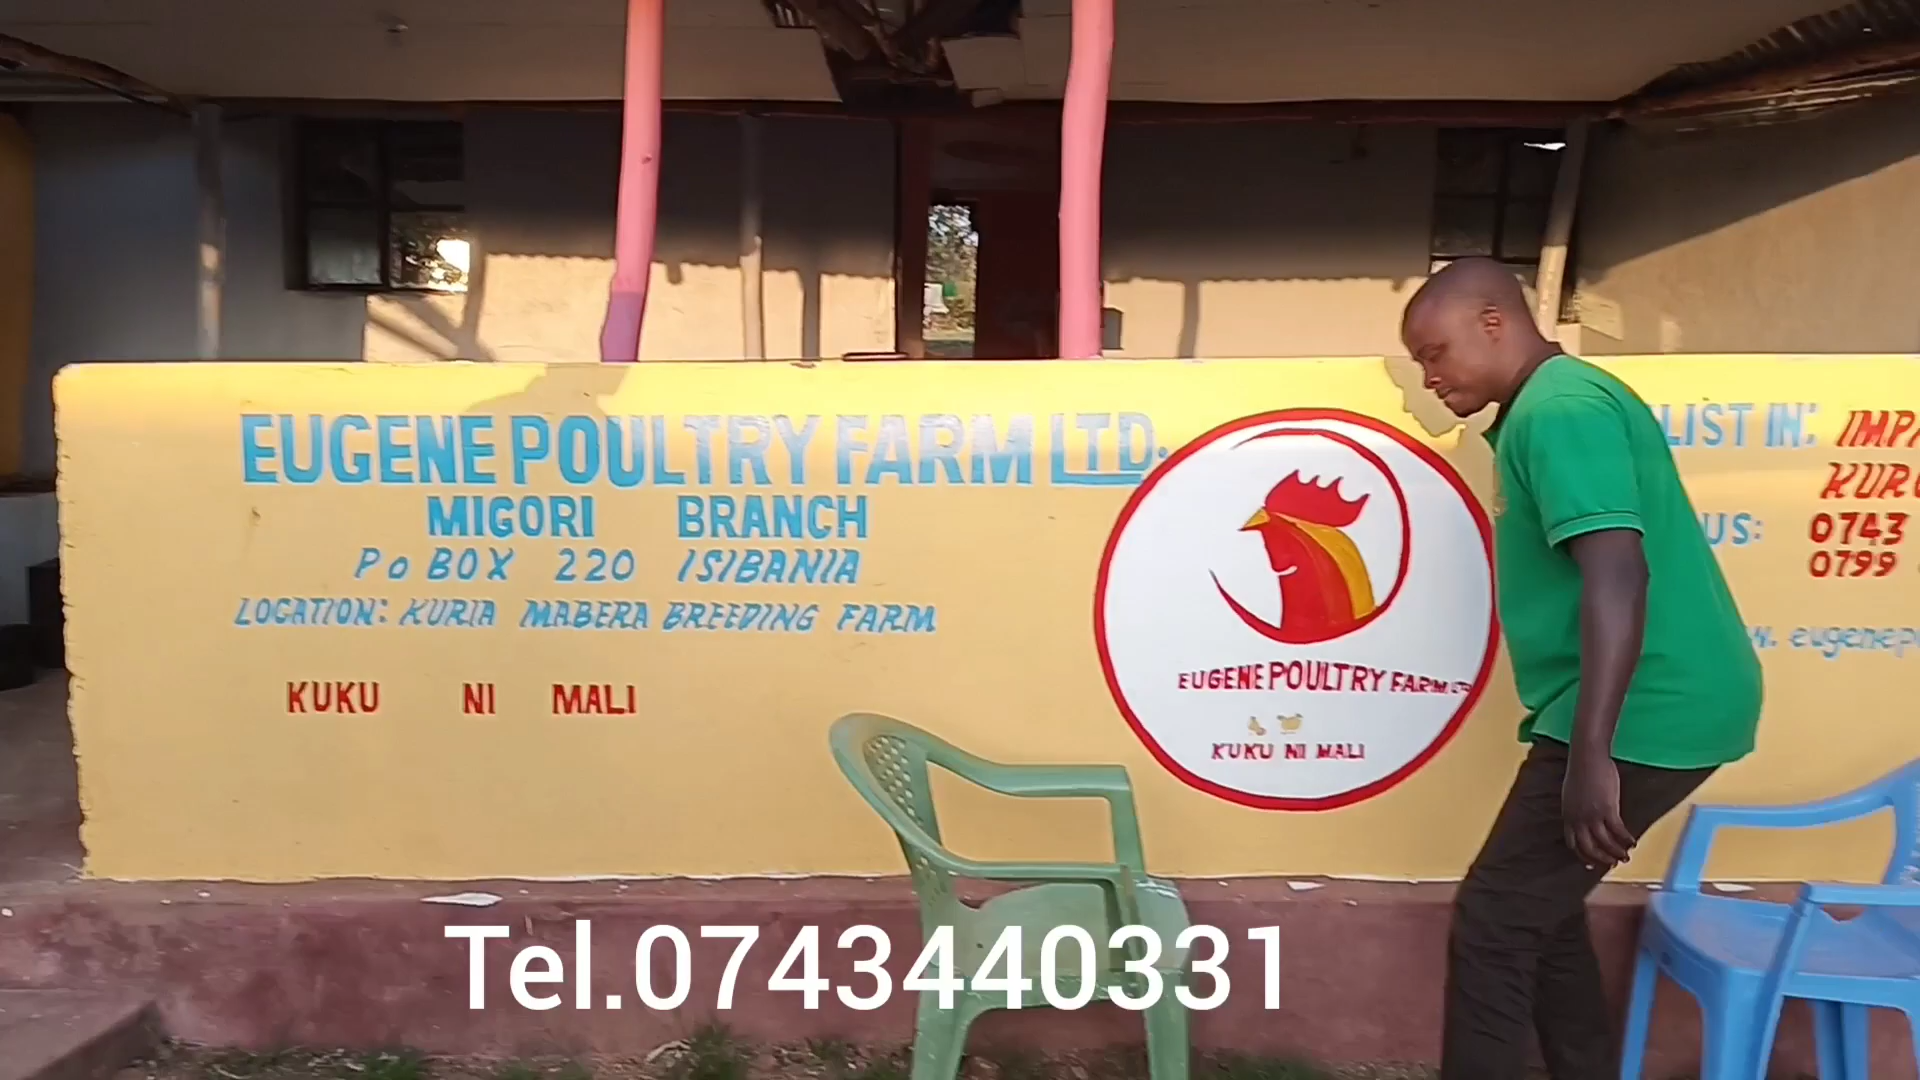 EUGENE POULTRY FARM LTD.
MIGORI BRANCH
Po BOX 220 ISIBANIA
LOCATION: KURIA MABERA BREEDING FARM
KUKU NI MALI
EUGENE POULTRY FARM LTD
KUKU NI MALI
LIST IN:
US: 0743
0799
Tel.0743440331